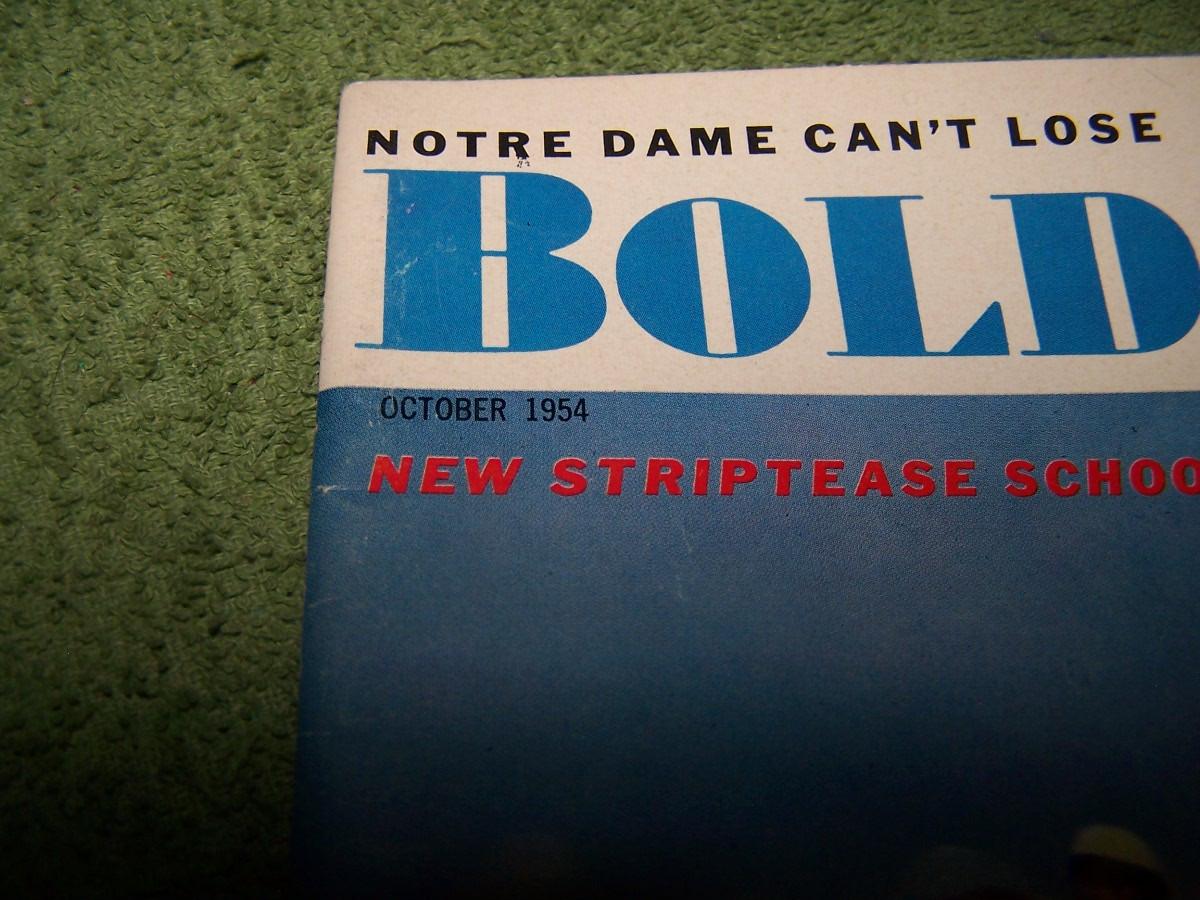 NOTRE DAME CAN'T LOSE
BOLD
OCTOBER 1954
NEW STRIPTEASE SCHOO